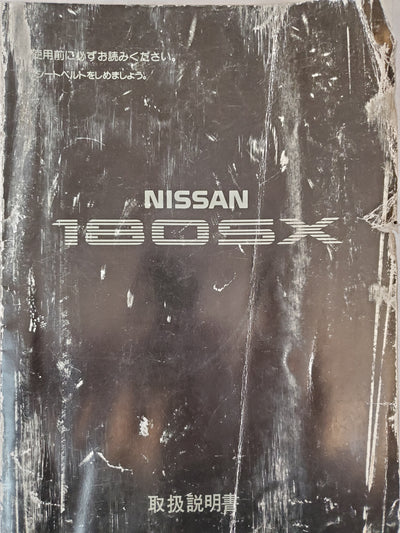 使用前に必ずお読みください。
シートベルトをしめましょう。
NISSAN
180SX
取扱説明書